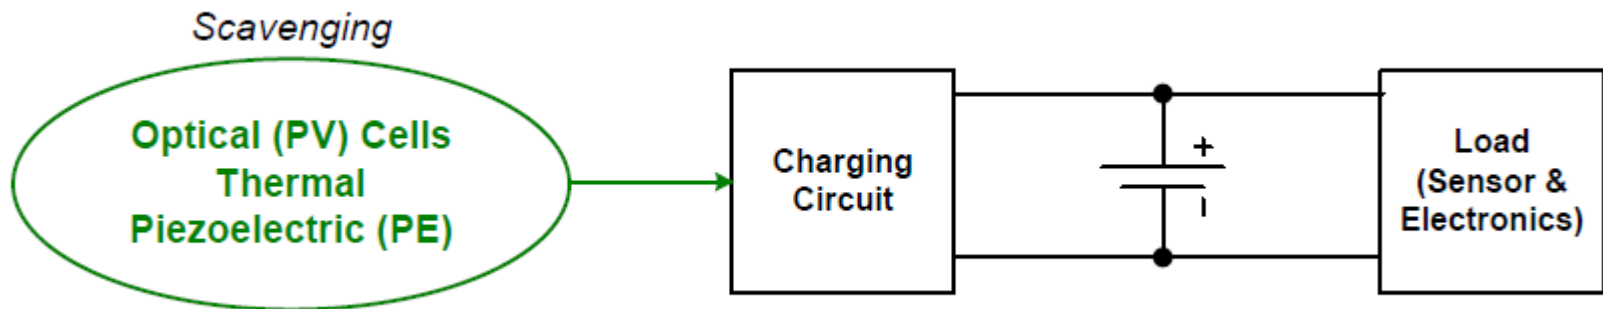 Scavenging
Optical (PV) Cells
Thermal
Piezoelectric (PE)
Charging
Circuit
+
-
Load
(Sensor &
Electronics)